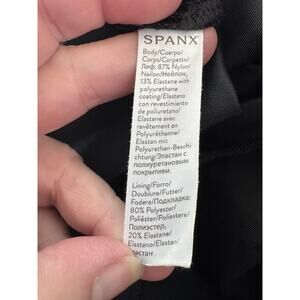 SPANX
Body/Cuerpo/
Corps/Corpetto/
Лиф: 87% Nylon/
Nailon/Нейлон,
13% Elastane with
polyurethane
coating/Elastano
con revestimiento
de poliuretano/
Elastane avec
revêtement en
Polyuréthanne/
Elastan mit
Polyurethan-Beschi
chtung/Эластан с
полиуретановым
покрытием.
Lining/Forro/
Doublure/Futter/
Fodera/Подкладка:
80% Polyester/
Poliéster/Poliestere/
Полиэстер,
20% Elastane/
Elastano/Elastan/
Эластан